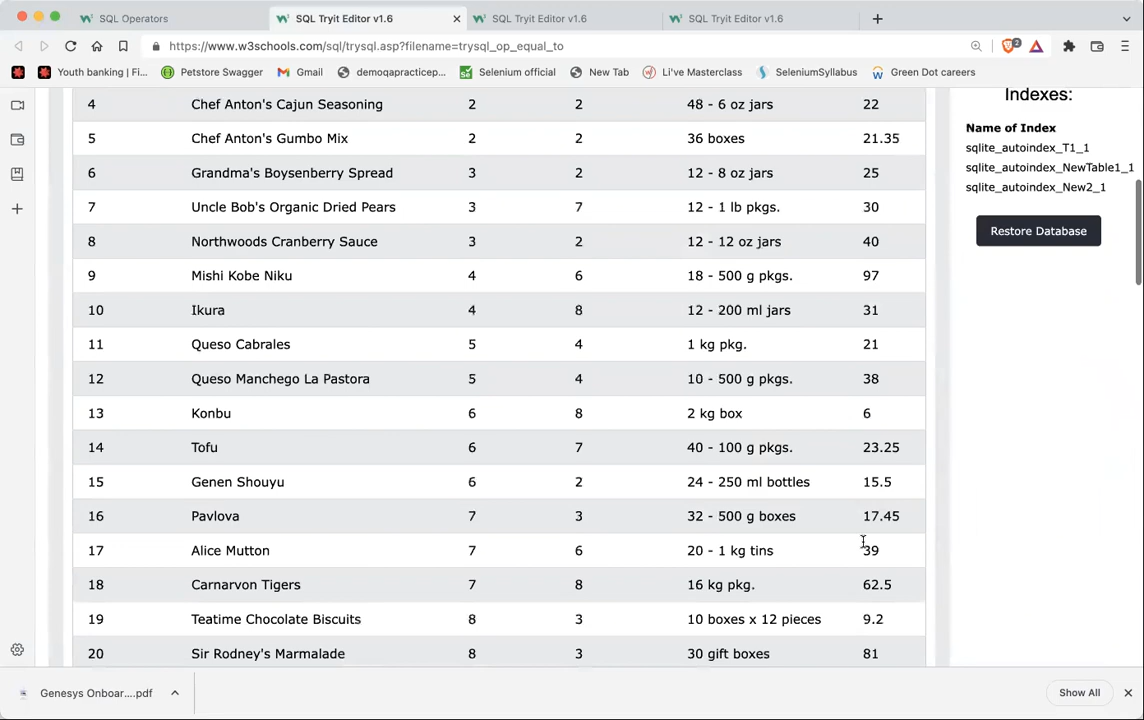 SQL Operators
SQL Tryit Editor v1.6
SQL Tryit Editor v1.6
SQL Tryit Editor v1.6
https://www.w3schools.com/sql/trysql.asp?filename=trysql_op_equal_to
2
Youth banking | Fi...
Petstore Swagger
Gmail
demoqapracticep...
Selenium official
New Tab
Li've Masterclass
SeleniumSyllabus
Green Dot careers
4 Chef Anton's Cajun Seasoning 2 2 48 - 6 oz jars 22
5 Chef Anton's Gumbo Mix 2 2 36 boxes 21.35
6 Grandma's Boysenberry Spread 3 2 12 - 8 oz jars 25
7 Uncle Bob's Organic Dried Pears 3 7 12 - 1 lb pkgs. 30
8 Northwoods Cranberry Sauce 3 2 12 - 12 oz jars 40
9 Mishi Kobe Niku 4 6 18 - 500 g pkgs. 97
10 Ikura 4 8 12 - 200 ml jars 31
11 Queso Cabrales 5 4 1 kg pkg. 21
12 Queso Manchego La Pastora 5 4 10 - 500 g pkgs. 38
13 Konbu 6 8 2 kg box 6
14 Tofu 6 7 40 - 100 g pkgs. 23.25
15 Genen Shouyu 6 2 24 - 250 ml bottles 15.5
16 Pavlova 7 3 32 - 500 g boxes 17.45
17 Alice Mutton 7 6 20 - 1 kg tins 39
18 Carnarvon Tigers 7 8 16 kg pkg. 62.5
19 Teatime Chocolate Biscuits 8 3 10 boxes x 12 pieces 9.2
20 Sir Rodney's Marmalade 8 3 30 gift boxes 81
Indexes:
Name of Index
sqlite_autoindex_T1_1
sqlite_autoindex_NewTable1_1
sqlite_autoindex_New2_1
Restore Database
Genesys Onboar....pdf
Show All